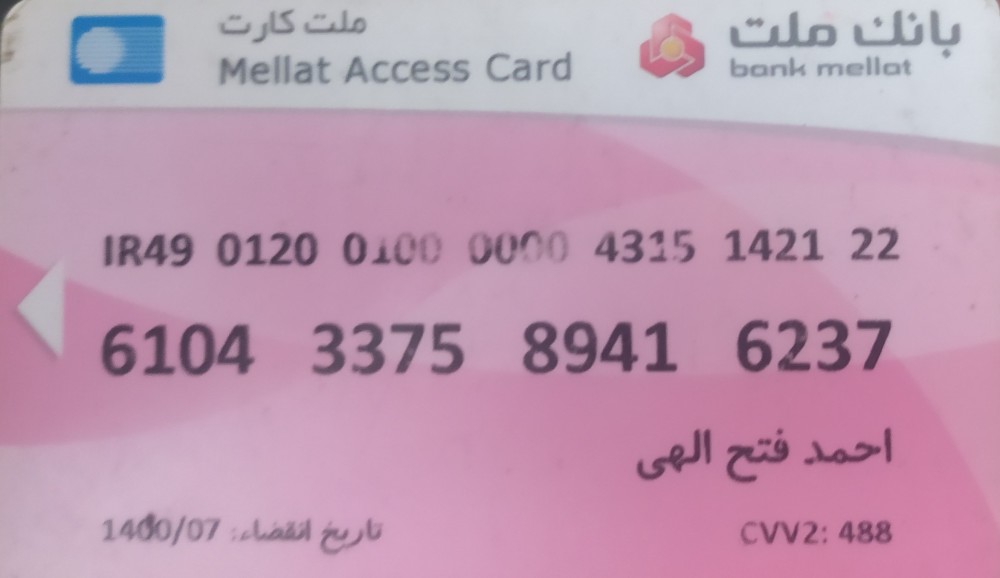 ملت کارت
بانك ملت
Mellat Access Card
bank mellat
IR49 0120 0100 0000 4315 1421 22
6104 3375 8941 6237
احمد فتح الهی
تاریخ انقضاء: 1400/07
CVV2: 488